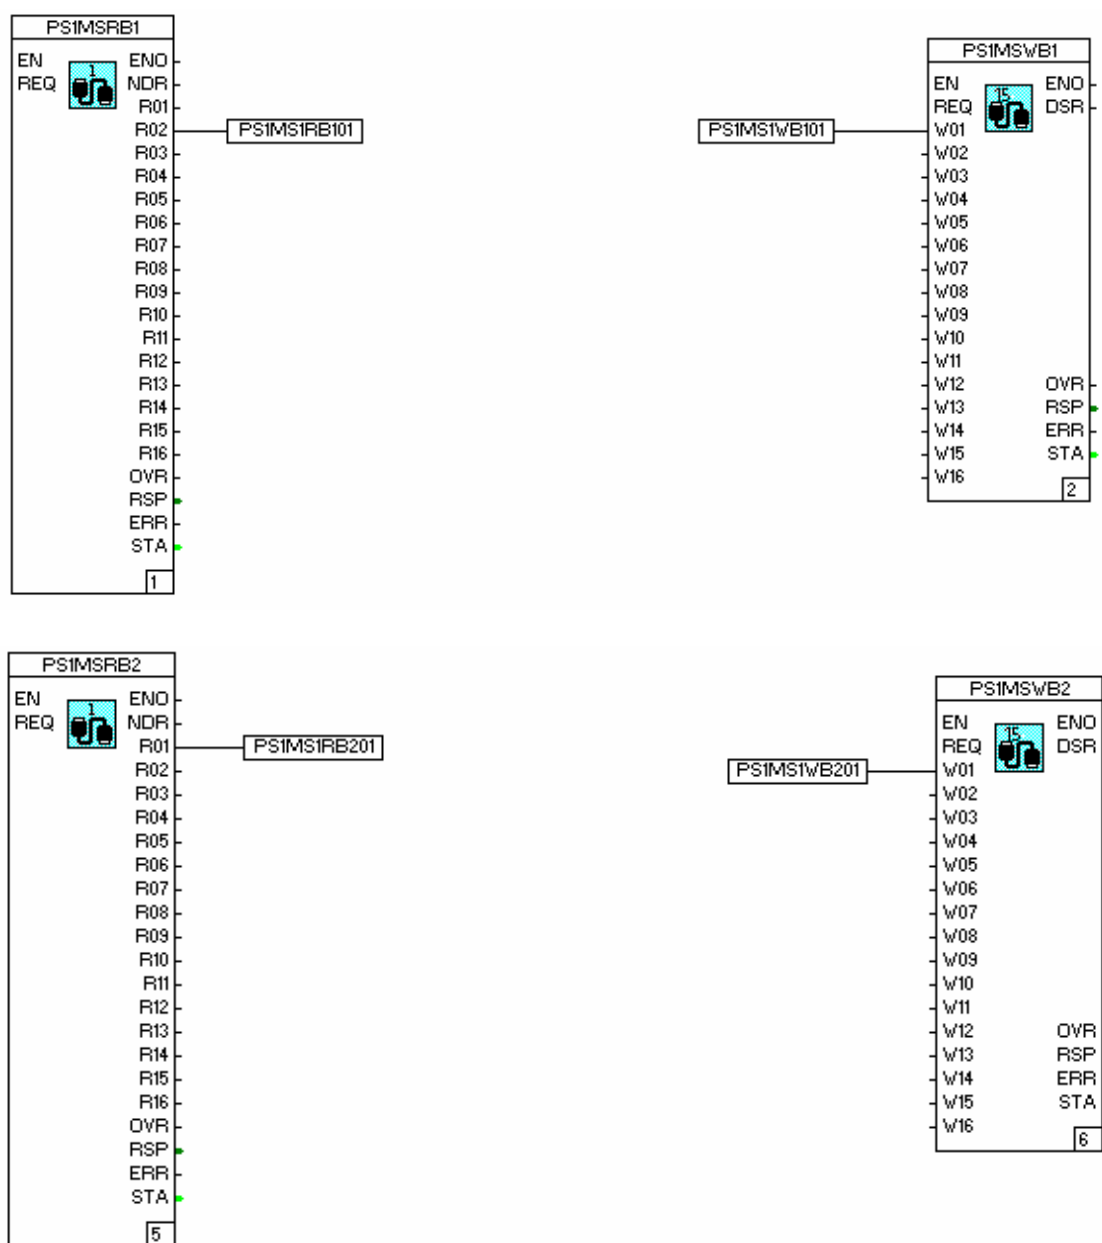 PS1MSRB1
EN ENO
REQ 1 NDR
R01
R02 PS1MS1RB101
R03
R04
R05
R06
R07
R08
R09
R10
R11
R12
R13
R14
R15
R16
OVR
RSP
ERR
STA
1
PS1MSWB1
EN ENO
REQ 15 DSR
PS1MS1WB101 W01
W02
W03
W04
W05
W06
W07
W08
W09
W10
W11
W12 OVR
W13 RSP
W14 ERR
W15 STA
W16
2
PS1MSRB2
EN ENO
REQ 1 NDR
R01 PS1MS1RB201
R02
R03
R04
R05
R06
R07
R08
R09
R10
R11
R12
R13
R14
R15
R16
OVR
RSP
ERR
STA
5
PS1MSWB2
EN ENO
REQ 15 DSR
PS1MS1WB201 W01
W02
W03
W04
W05
W06
W07
W08
W09
W10
W11
W12 OVR
W13 RSP
W14 ERR
W15 STA
W16
6